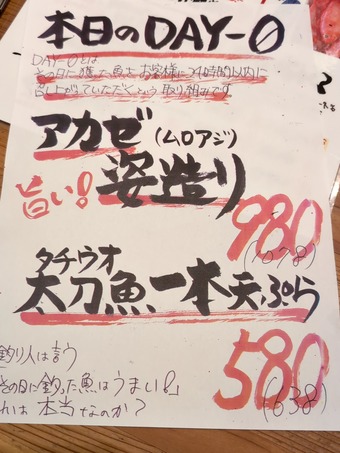 本日のDAY-0
DAY-0とは
その日に獲れた魚をお客様に24時間以内に
召し上がっていただくという取り組みです
アカゼ(ムロアジ)
旨い!
姿造り
980
(1078)
タチウオ
太刀魚一本天ぷら
580
(638)
釣り人は言う
その日に釣った魚はうまい!」
れは本当なのか?